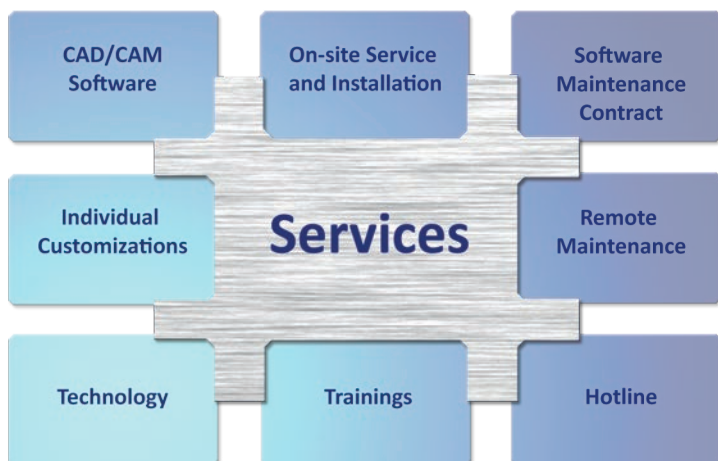 CAD/CAM
Software
On-site Service
and Installation
Software
Maintenance
Contract
Individual
Customizations
Services
Remote
Maintenance
Technology
Trainings
Hotline